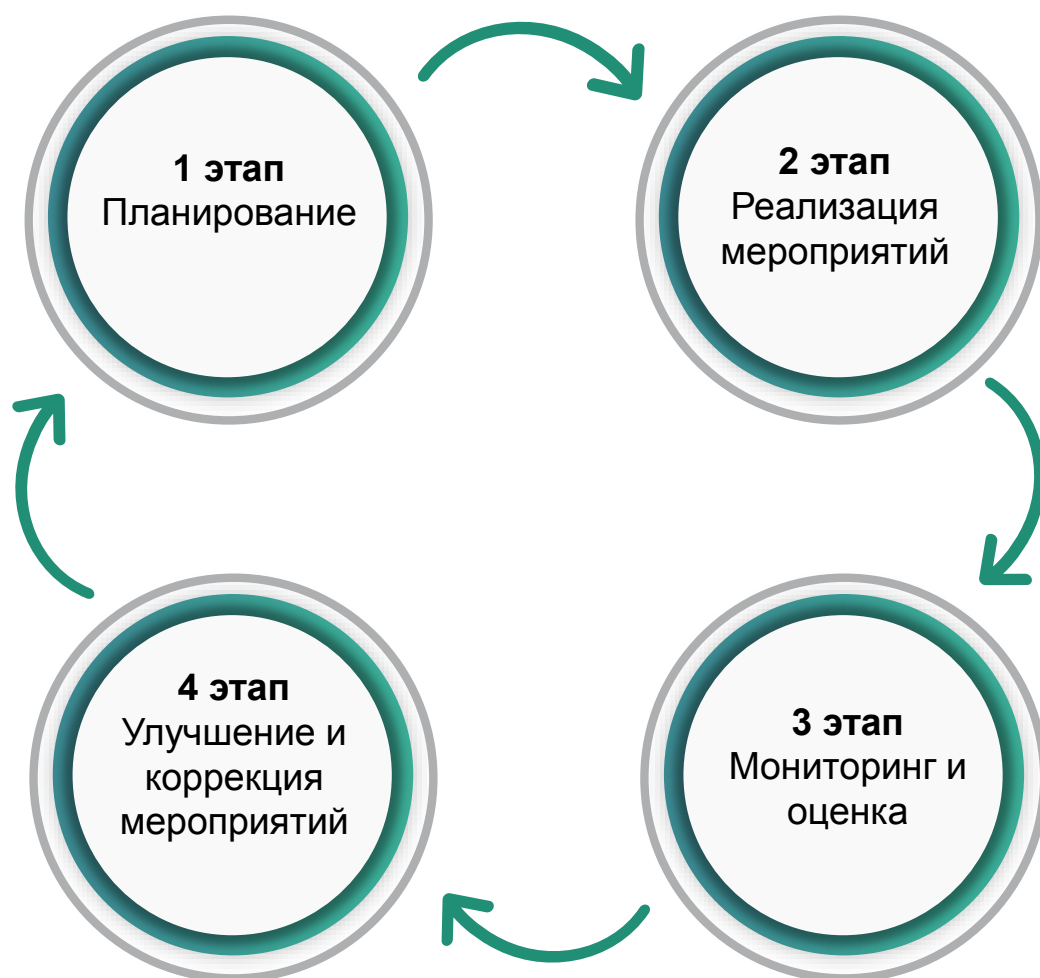 1 этап
Планирование
2 этап
Реализация
мероприятий
3 этап
Мониторинг и
оценка
4 этап
Улучшение и
коррекция
мероприятий